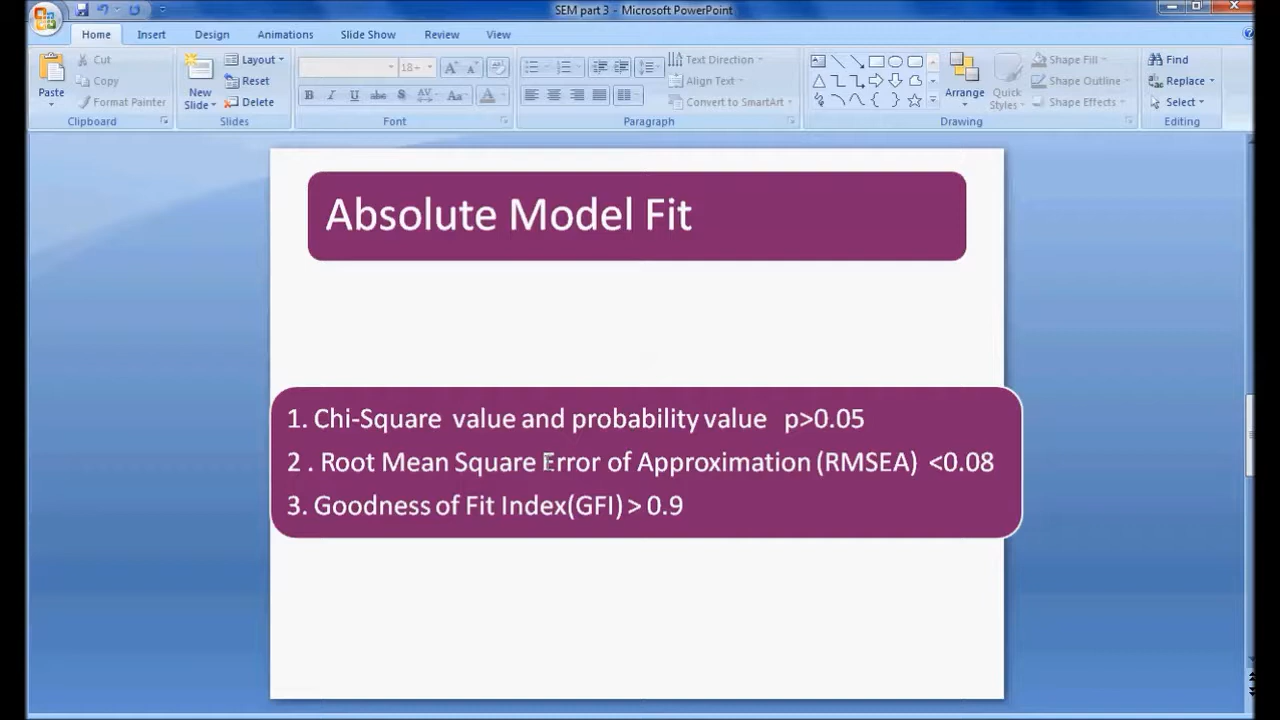 SEM part 3 - Microsoft PowerPoint
Home Insert Design Animations Slide Show Review View
Paste
Cut
Copy
Format Painter
Clipboard
New
Slide
Layout
Reset
Delete
Slides
18
B I U abc S AV Aa A
Font
Text Direction
Align Text
Convert to SmartArt
Paragraph
Arrange
Quick
Styles
Shape Fill
Shape Outline
Shape Effects
Drawing
Find
Replace
Select
Editing
Absolute Model Fit
1. Chi-Square value and probability value p>0.05
2 . Root Mean Square Error of Approximation (RMSEA) <0.08
3. Goodness of Fit Index(GFI) > 0.9